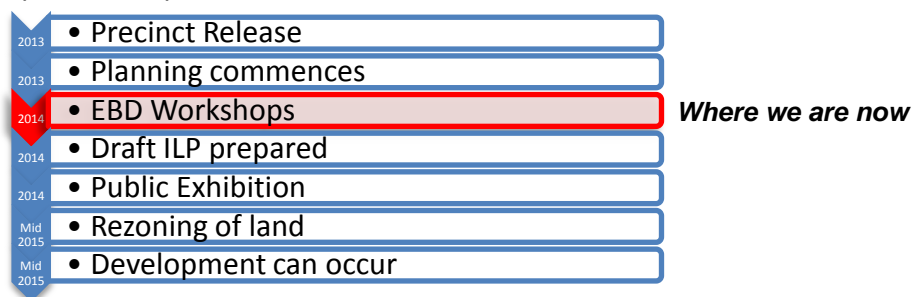 2013 • Precinct Release
2013 • Planning commences
2014 • EBD Workshops Where we are now
2014 • Draft ILP prepared
2014 • Public Exhibition
Mid 2015 • Rezoning of land
Mid 2015 • Development can occur